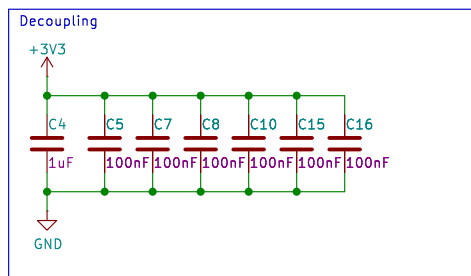 Decoupling
+3V3
C4 C5 C7 C8 C10 C15 C16
1uF 100nF 100nF 100nF 100nF 100nF 100nF
GND